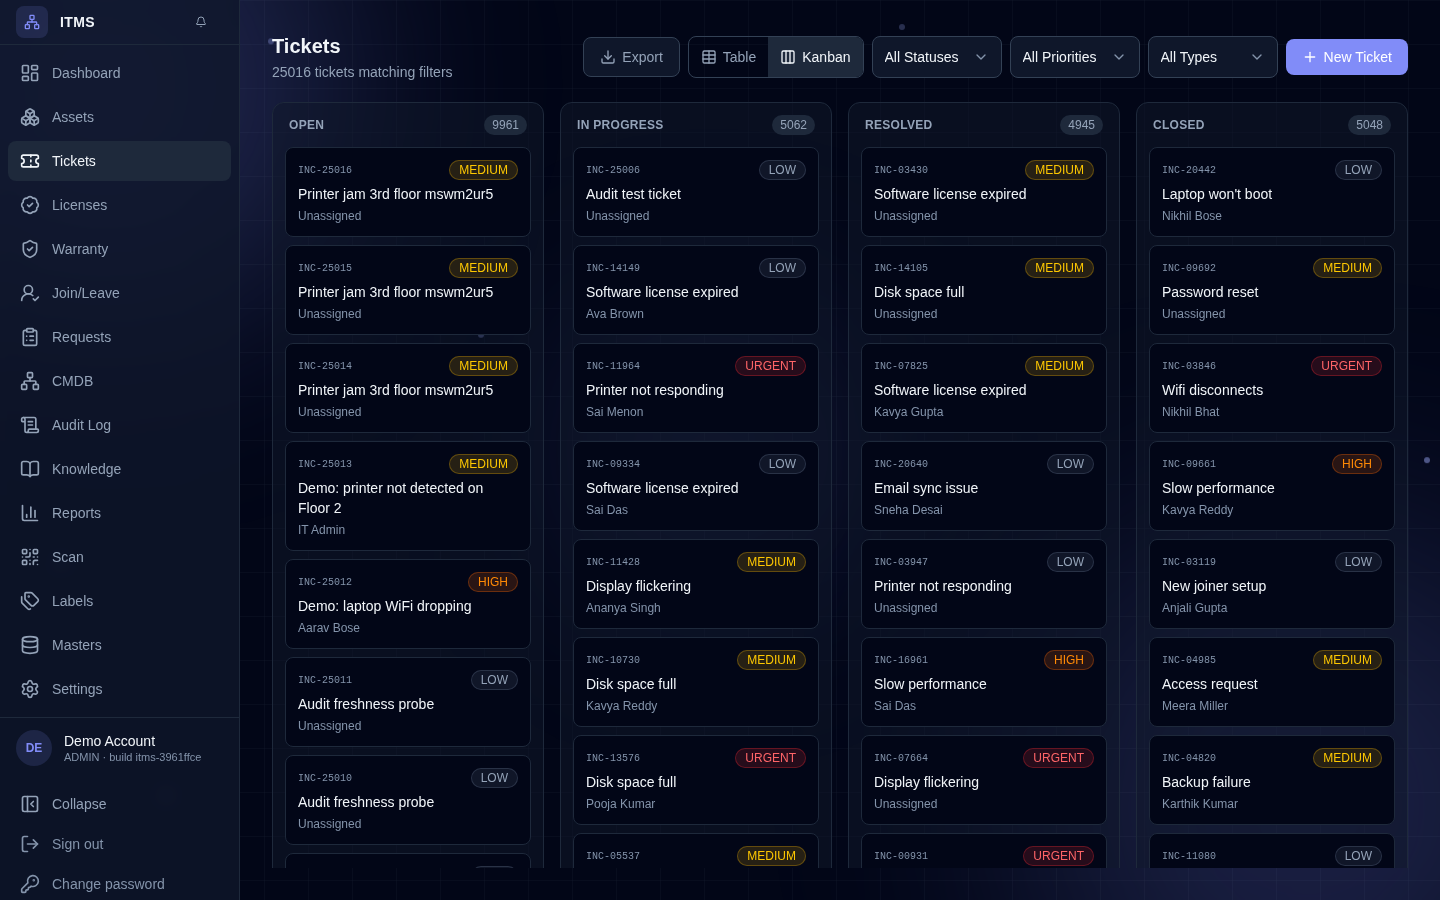 ITMS
Dashboard
Assets
Tickets
Licenses
Warranty
Join/Leave
Requests
CMDB
Audit Log
Knowledge
Reports
Scan
Labels
Masters
Settings
DE
Demo Account
ADMIN · build itms-3961ffce
Collapse
Sign out
Change password
Tickets
25016 tickets matching filters
Export
Table
Kanban
All Statuses
All Priorities
All Types
New Ticket
OPEN 9961
INC-25016 MEDIUM
Printer jam 3rd floor mswm2ur5
Unassigned
INC-25015 MEDIUM
Printer jam 3rd floor mswm2ur5
Unassigned
INC-25014 MEDIUM
Printer jam 3rd floor mswm2ur5
Unassigned
INC-25013 MEDIUM
Demo: printer not detected on
Floor 2
IT Admin
INC-25012 HIGH
Demo: laptop WiFi dropping
Aarav Bose
INC-25011 LOW
Audit freshness probe
Unassigned
INC-25010 LOW
Audit freshness probe
Unassigned
IN PROGRESS 5062
INC-25006 LOW
Audit test ticket
Unassigned
INC-14149 LOW
Software license expired
Ava Brown
INC-11964 URGENT
Printer not responding
Sai Menon
INC-09334 LOW
Software license expired
Sai Das
INC-11428 MEDIUM
Display flickering
Ananya Singh
INC-10730 MEDIUM
Disk space full
Kavya Reddy
INC-13576 URGENT
Disk space full
Pooja Kumar
INC-05537 MEDIUM
RESOLVED 4945
INC-03430 MEDIUM
Software license expired
Unassigned
INC-14105 MEDIUM
Disk space full
Unassigned
INC-07825 MEDIUM
Software license expired
Kavya Gupta
INC-20640 LOW
Email sync issue
Sneha Desai
INC-03947 LOW
Printer not responding
Unassigned
INC-16961 HIGH
Slow performance
Sai Das
INC-07664 URGENT
Display flickering
Unassigned
INC-00931 URGENT
CLOSED 5048
INC-20442 LOW
Laptop won't boot
Nikhil Bose
INC-09692 MEDIUM
Password reset
Unassigned
INC-03846 URGENT
Wifi disconnects
Nikhil Bhat
INC-09661 HIGH
Slow performance
Kavya Reddy
INC-03119 LOW
New joiner setup
Anjali Gupta
INC-04985 MEDIUM
Access request
Meera Miller
INC-04820 MEDIUM
Backup failure
Karthik Kumar
INC-11080 LOW